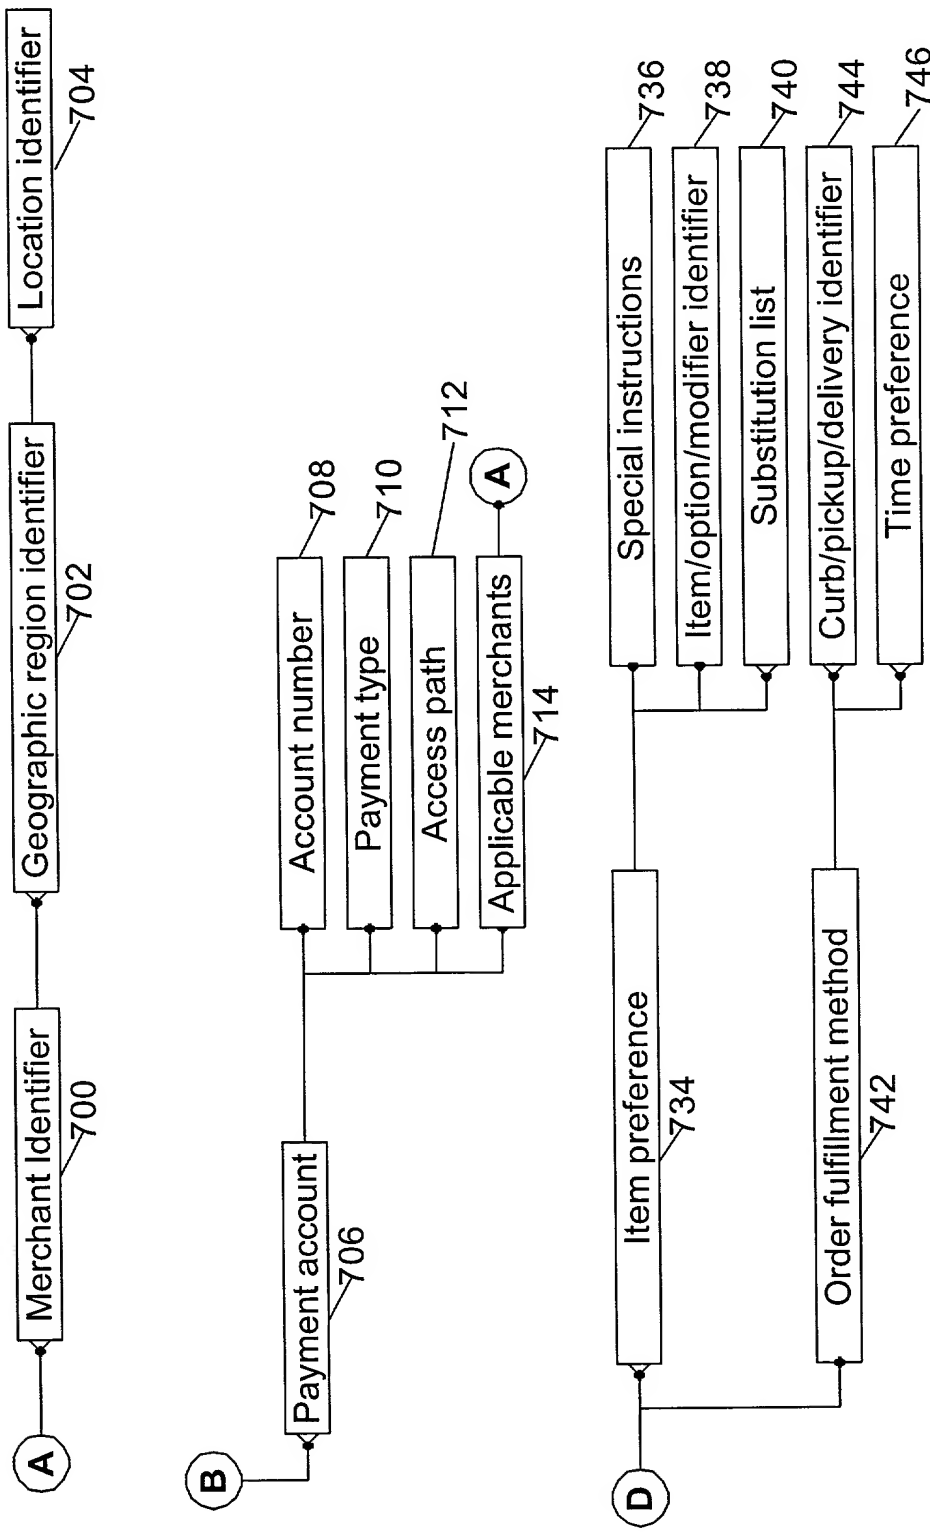 A
Merchant Identifier
700
Geographic region identifier
702
Location identifier
704
B
Payment account
706
Account number
708
Payment type
710
Access path
712
Applicable merchants
714
A
D
Item preference
734
Special instructions
736
Item/option/modifier identifier
738
Substitution list
740
Order fulfillment method
742
Curb/pickup/delivery identifier
744
Time preference
746